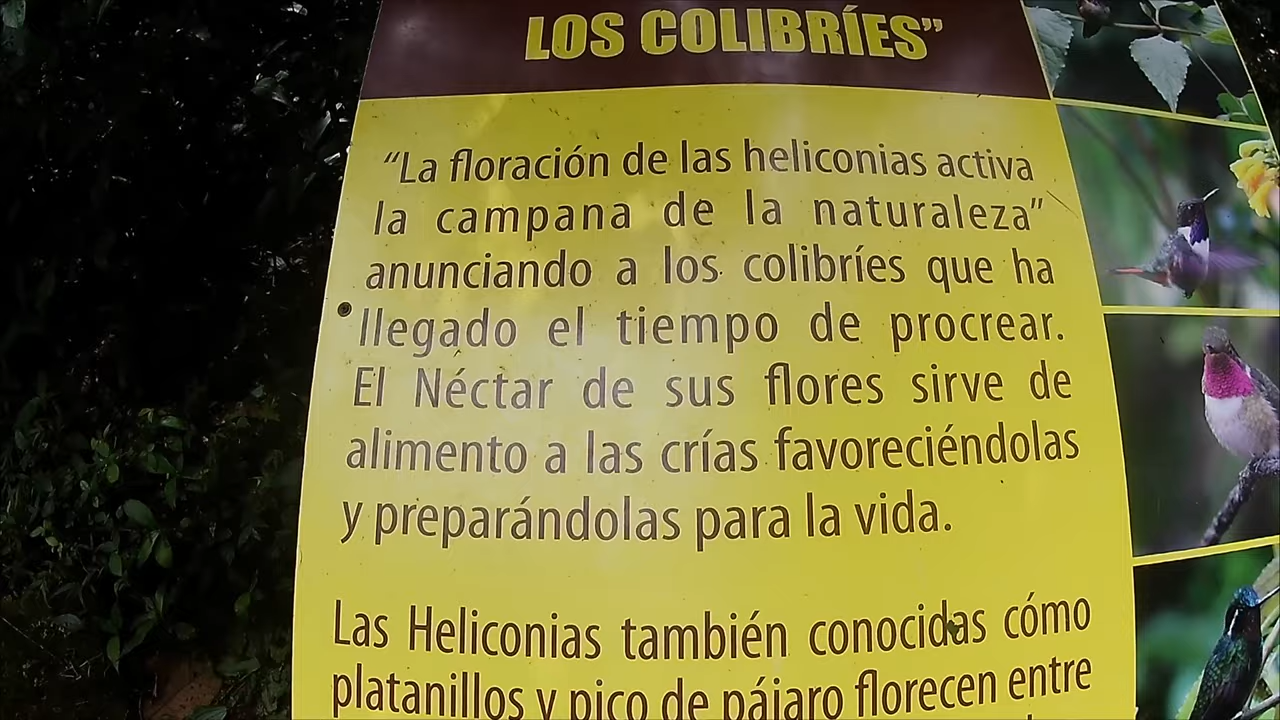 LOS COLIBRÍES”
“La floración de las heliconias activa
la campana de la naturaleza”
anunciando a los colibríes que ha
llegado el tiempo de procrear.
El Néctar de sus flores sirve de
alimento a las crías favoreciéndolas
y preparándolas para la vida.
Las Heliconias también conocidas cómo
platanillos y pico de pájaro florecen entre